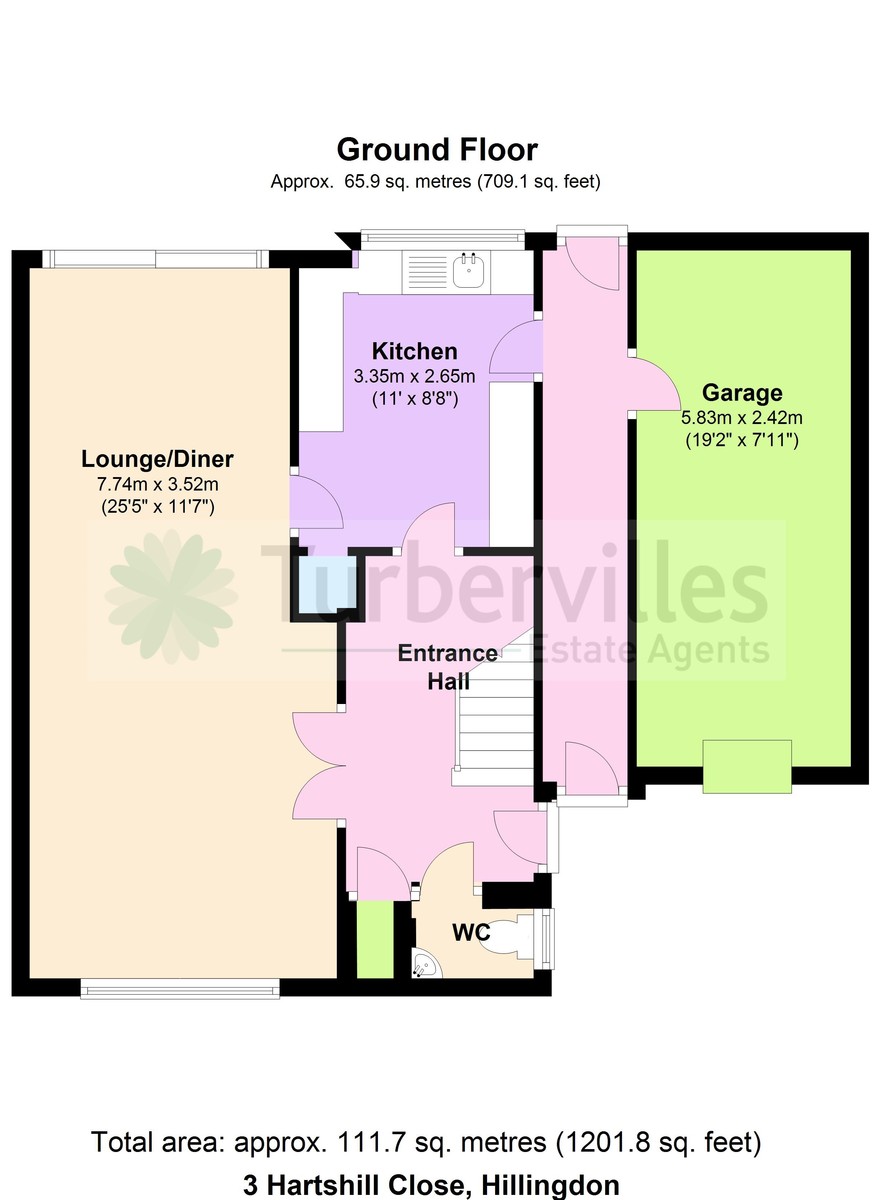 Ground Floor
Approx. 65.9 sq. metres (709.1 sq. feet)
Kitchen
3.35m x 2.65m
(11' x 8'8")
Garage
5.83m x 2.42m
(19'2" x 7'11")
Lounge/Diner
7.74m x 3.52m
(25'5" x 11'7")
Turbervilles
Estate Agents
Entrance
Hall
WC
Total area: approx. 111.7 sq. metres (1201.8 sq. feet)
3 Hartshill Close, Hillingdon